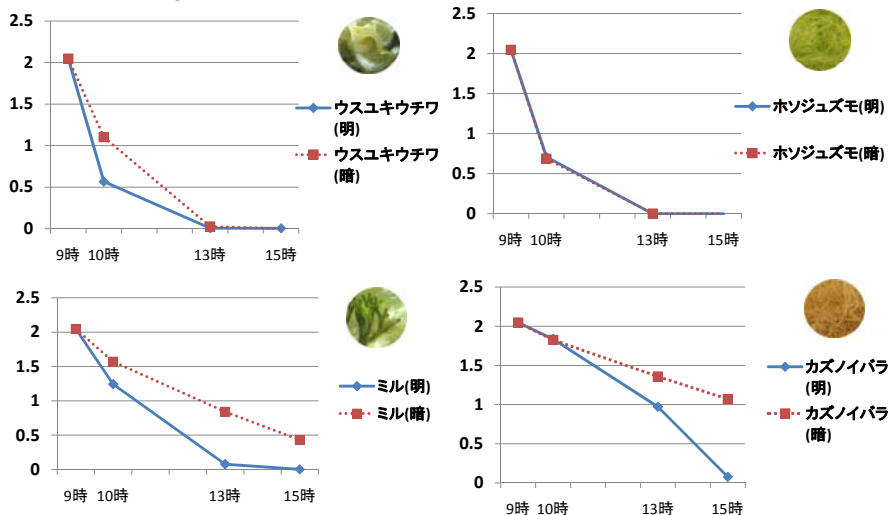 2.5
2
1.5
1
0.5
0
9時 10時 13時 15時
ウスユキウチワ
(明)
ウスユキウチワ
(暗)
2.5
2
1.5
1
0.5
0
9時 10時 13時 15時
ホソジュズモ(明)
ホソジュズモ(暗)
2.5
2
1.5
1
0.5
0
9時 10時 13時 15時
ミル(明)
ミル(暗)
2.5
2
1.5
1
0.5
0
9時 10時 13時 15時
カズノイバラ
(明)
カズノイバラ
(暗)